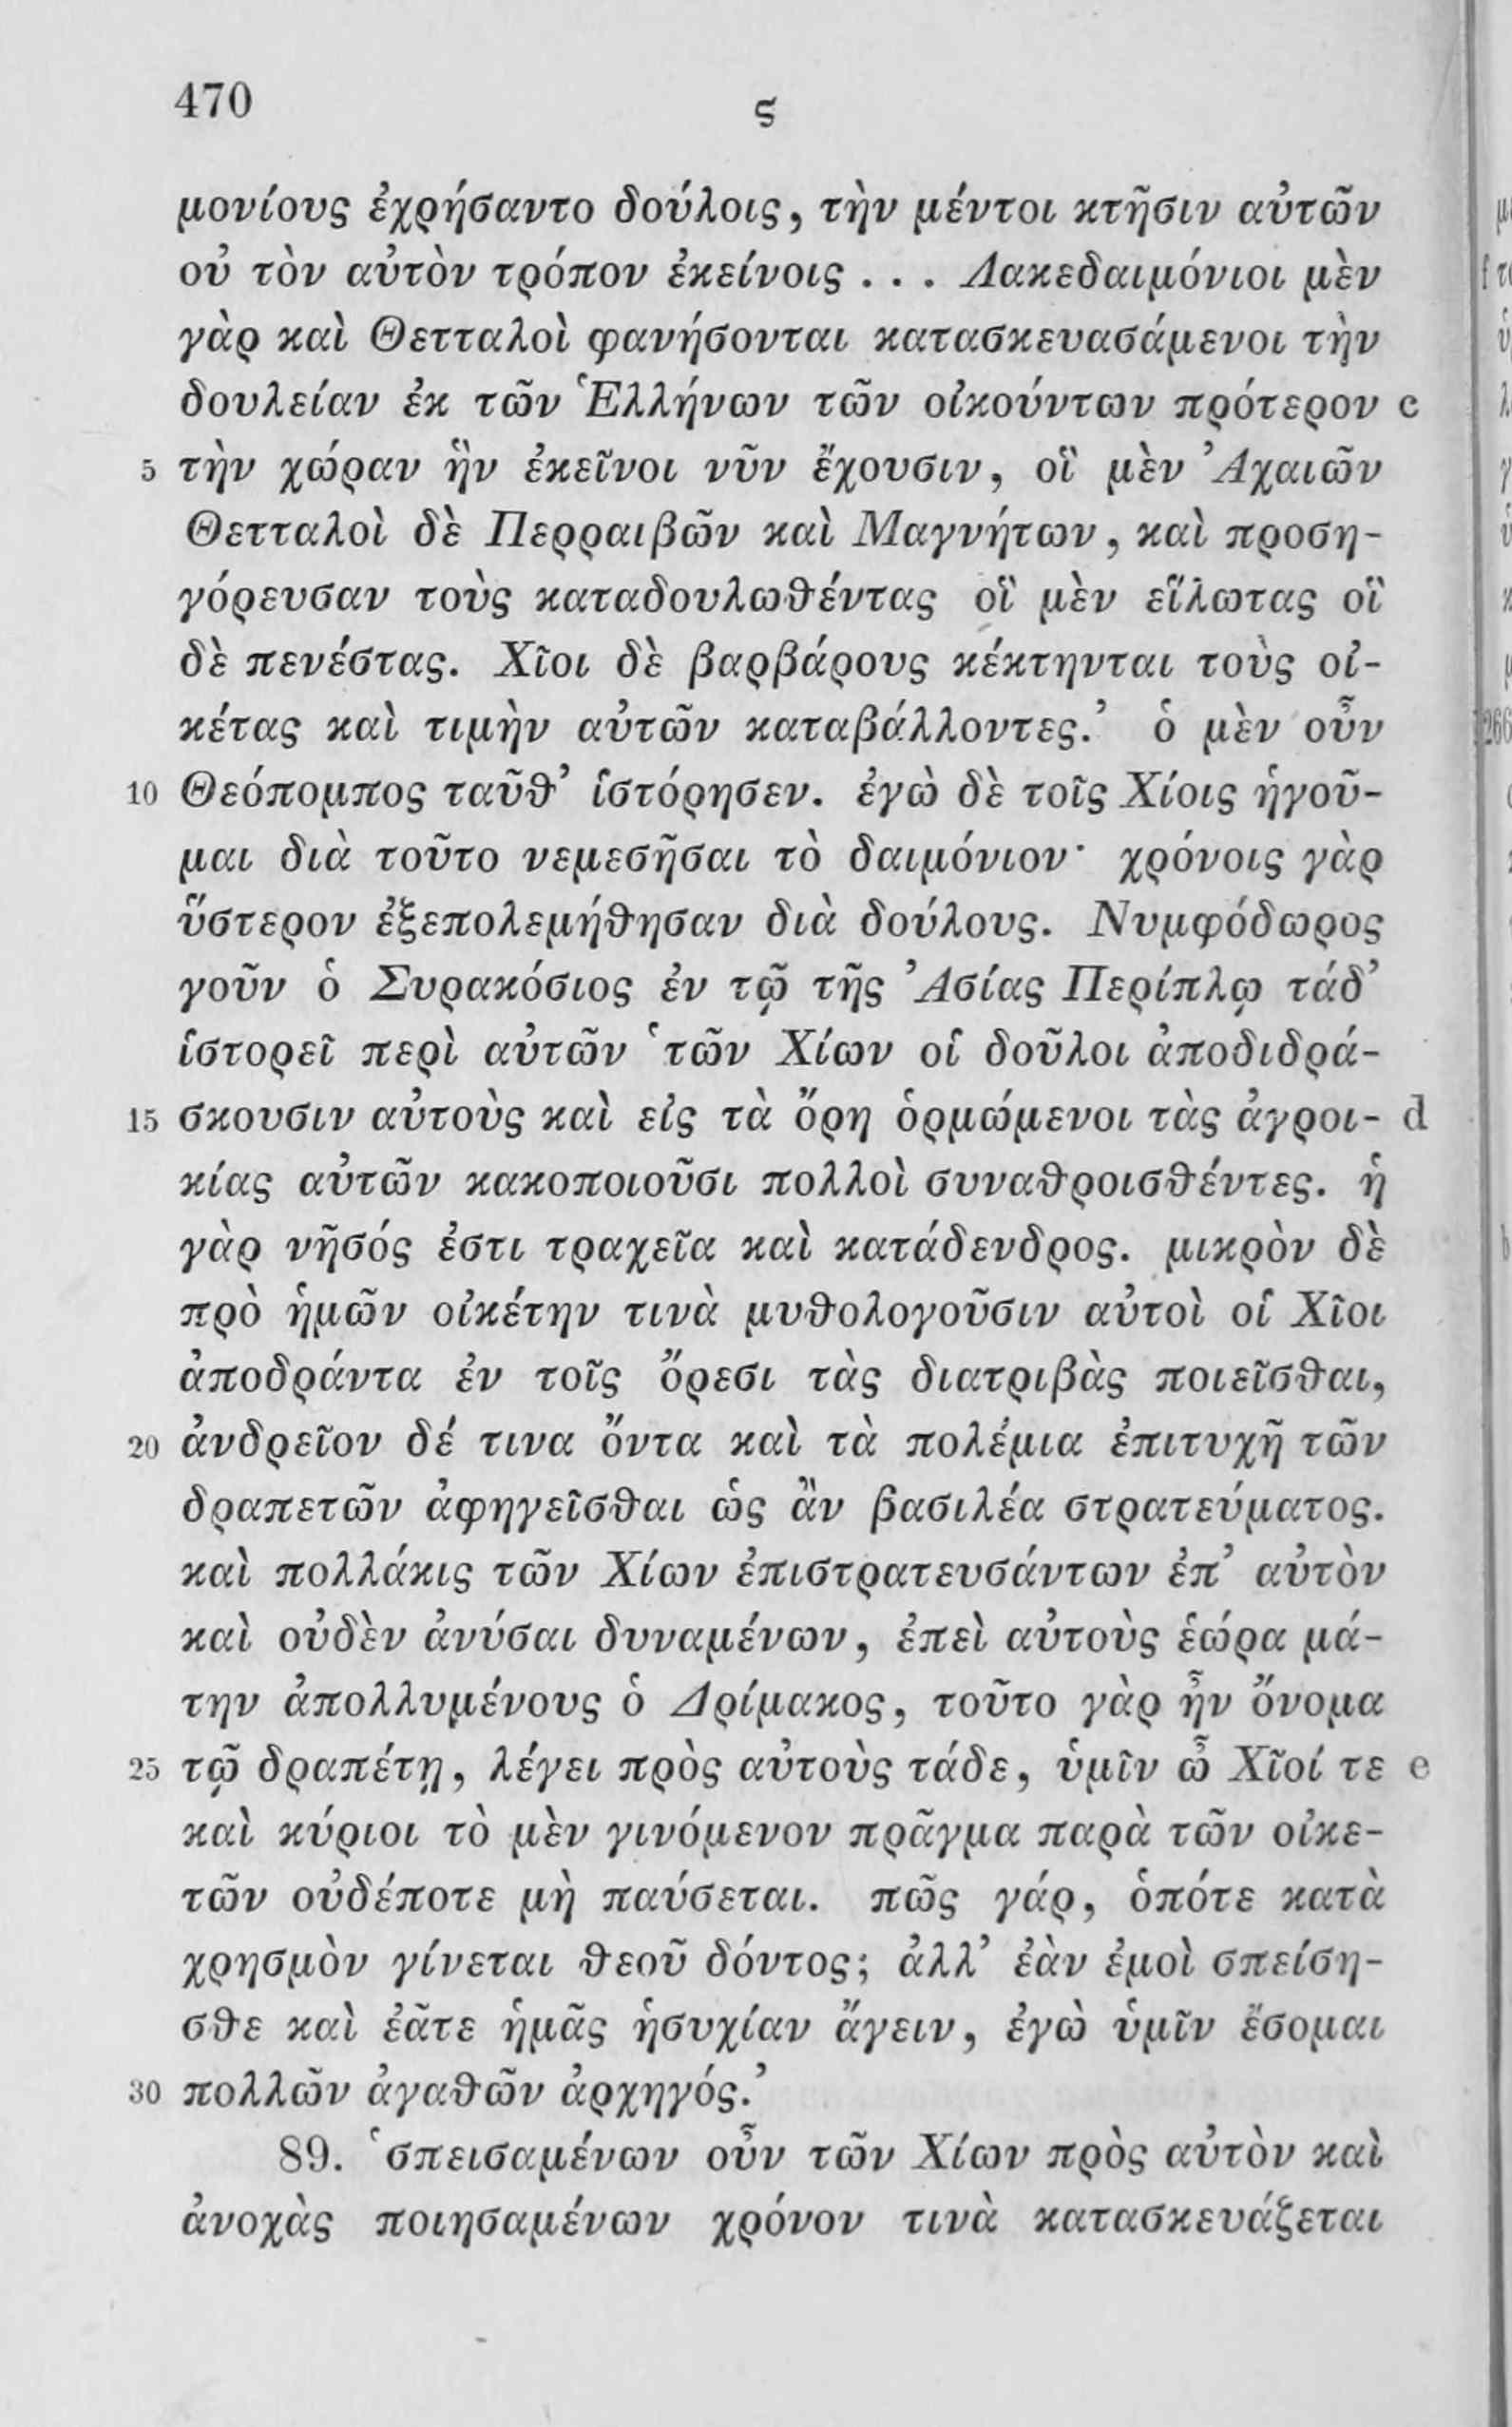 470 ϛ
μονίους ἐχρήσαντο δούλοις, τὴν μέντοι κτῆσιν αὐτῶν
οὐ τὸν αὐτὸν τρόπον ἐκείνοις . . . Λακεδαιμόνιοι μὲν
γὰρ καὶ Θετταλοὶ φανήσονται κατασκευασάμενοι τὴν
δουλείαν ἐκ τῶν Ἑλλήνων τῶν οἰκούντων πρότερον c
5 τὴν χώραν ἣν ἐκεῖνοι νῦν ἔχουσιν, οἳ μὲν Ἀχαιῶν
Θετταλοὶ δὲ Περραιβῶν καὶ Μαγνήτων, καὶ προση-
γόρευσαν τοὺς καταδουλωθέντας οἳ μὲν εἵλωτας οἳ
δὲ πενέστας. Χῖοι δὲ βαρβάρους κέκτηνται τοὺς οἰ-
κέτας καὶ τιμὴν αὐτῶν καταβάλλοντες.’ ὁ μὲν οὖν
10 Θεόπομπος ταῦθ’ ἱστόρησεν. ἐγὼ δὲ τοῖς Χίοις ἡγοῦ-
μαι διὰ τοῦτο νεμεσῆσαι τὸ δαιμόνιον· χρόνοις γὰρ
ὕστερον ἐξεπολεμήθησαν διὰ δούλους. Νυμφόδωρος
γοῦν ὁ Συρακόσιος ἐν τῷ τῆς Ἀσίας Περίπλῳ τάδ’
ἱστορεῖ περὶ αὐτῶν ‘τῶν Χίων οἱ δοῦλοι ἀποδιδρά-
15 σκουσιν αὐτοὺς καὶ εἰς τὰ ὄρη ὁρμώμενοι τὰς ἀγροι- d
κίας αὐτῶν κακοποιοῦσι πολλοὶ συναθροισθέντες. ἡ
γὰρ νῆσός ἐστι τραχεῖα καὶ κατάδενδρος. μικρὸν δὲ
πρὸ ἡμῶν οἰκέτην τινὰ μυθολογοῦσιν αὐτοὶ οἱ Χῖοι
ἀποδράντα ἐν τοῖς ὄρεσι τὰς διατριβὰς ποιεῖσθαι,
20 ἀνδρεῖον δέ τινα ὄντα καὶ τὰ πολέμια ἐπιτυχῆ τῶν
δραπετῶν ἀφηγεῖσθαι ὡς ἂν βασιλέα στρατεύματος.
καὶ πολλάκις τῶν Χίων ἐπιστρατευσάντων ἐπ’ αὐτὸν
καὶ οὐδὲν ἀνύσαι δυναμένων, ἐπεὶ αὐτοὺς ἑώρα μά-
την ἀπολλυμένους ὁ Δρίμακος, τοῦτο γὰρ ἦν ὄνομα
25 τῷ δραπέτῃ, λέγει πρὸς αὐτοὺς τάδε, ὑμῖν ὦ Χῖοί τε e
καὶ κύριοι τὸ μὲν γινόμενον πρᾶγμα παρὰ τῶν οἰκε-
τῶν οὐδέποτε μὴ παύσεται. πῶς γάρ, ὁπότε κατὰ
χρησμὸν γίνεται θεοῦ δόντος; ἀλλ’ ἐὰν ἐμοὶ σπείση-
σθε καὶ ἐᾶτε ἡμᾶς ἡσυχίαν ἄγειν, ἐγὼ ὑμῖν ἔσομαι
30 πολλῶν ἀγαθῶν ἀρχηγός.’
89. ‘σπεισαμένων οὖν τῶν Χίων πρὸς αὐτὸν καὶ
ἀνοχὰς ποιησαμένων χρόνον τινὰ κατασκευάζεται